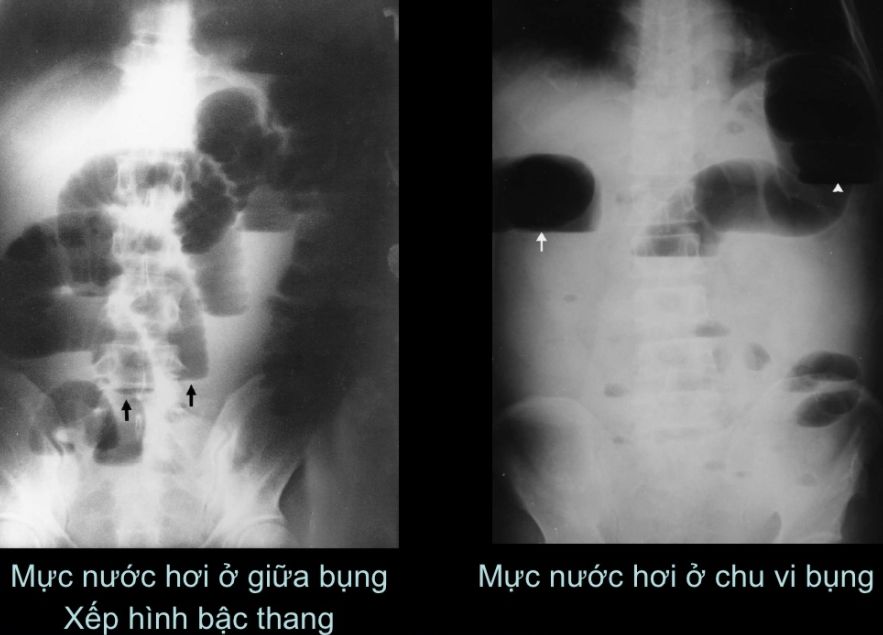 Mực nước hơi ở giữa bụng
Xếp hình bậc thang
Mực nước hơi ở chu vi bụng